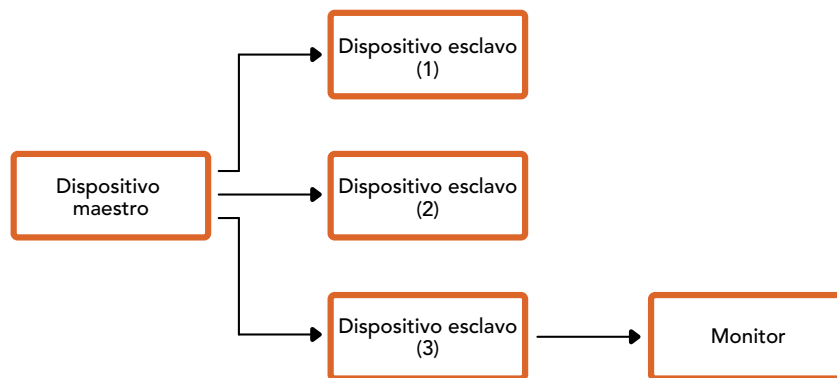 Dispositivo esclavo
(1)
Dispositivo
maestro
Dispositivo esclavo
(2)
Dispositivo esclavo
(3)
Monitor